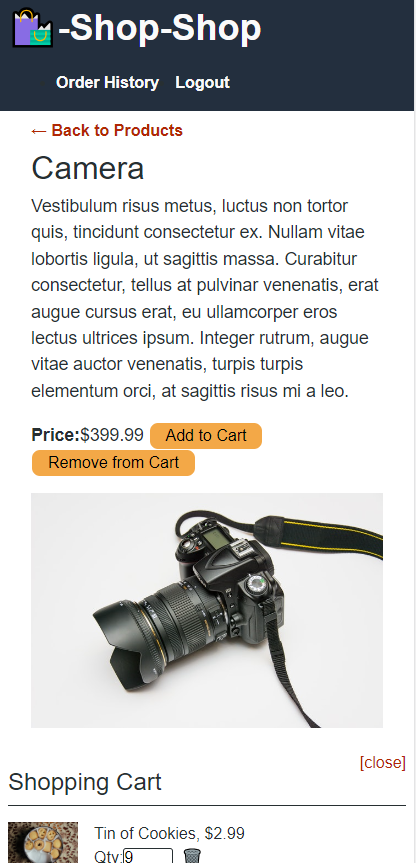 -Shop-Shop
Order History Logout
← Back to Products
Camera
Vestibulum risus metus, luctus non tortor
quis, tincidunt consectetur ex. Nullam vitae
lobortis ligula, ut sagittis massa. Curabitur
consectetur, tellus at pulvinar venenatis, erat
augue cursus erat, eu ullamcorper eros
lectus ultrices ipsum. Integer rutrum, augue
vitae auctor venenatis, turpis turpis
elementum orci, at sagittis risus mi a leo.
Price:$399.99 Add to Cart
Remove from Cart
[close]
Shopping Cart
Tin of Cookies, $2.99
Qty:9